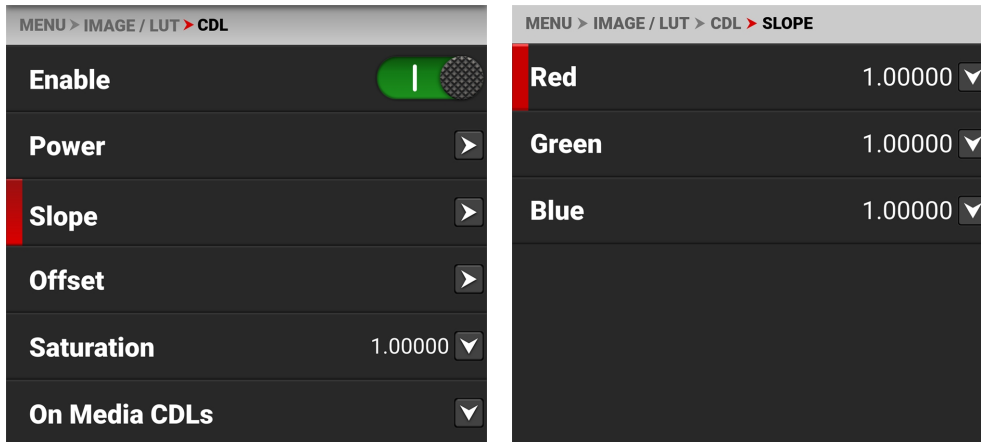 MENU > IMAGE / LUT > CDL
Enable
Power
Slope
Offset
Saturation 1.00000
On Media CDLs
MENU > IMAGE / LUT > CDL > SLOPE
Red 1.00000
Green 1.00000
Blue 1.00000